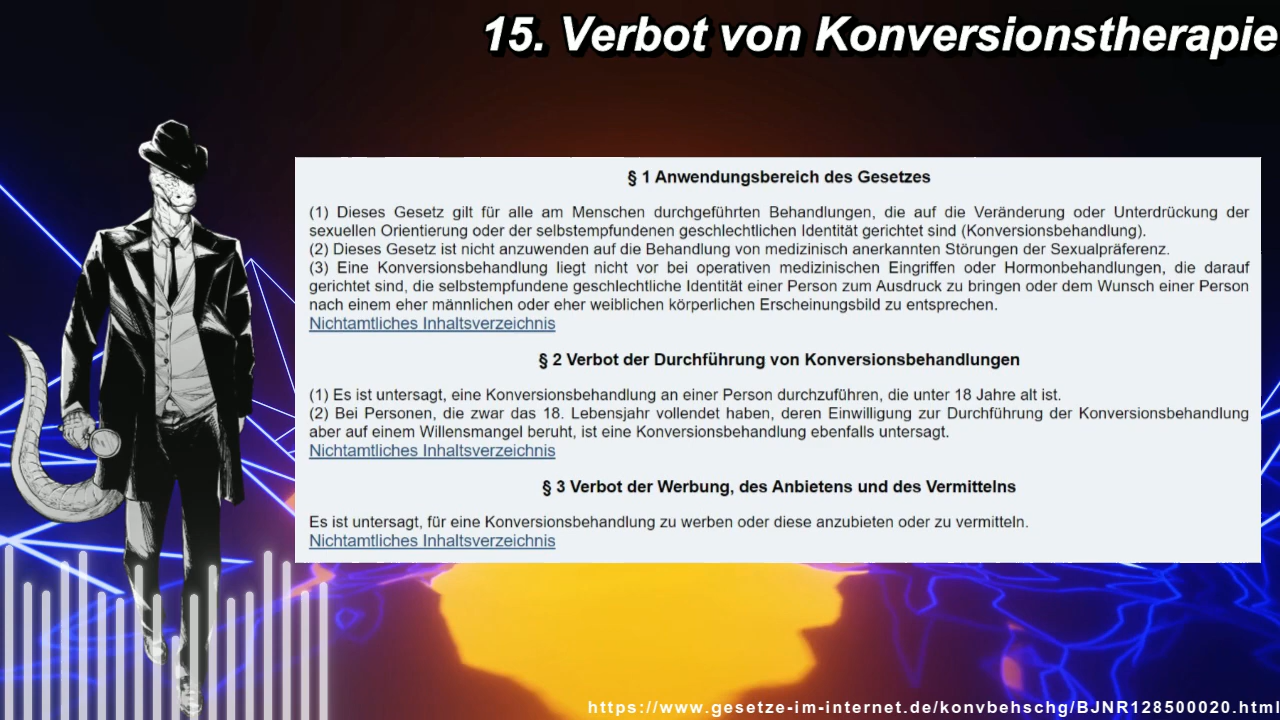 15. Verbot von Konversionstherapie
§ 1 Anwendungsbereich des Gesetzes
(1) Dieses Gesetz gilt für alle am Menschen durchgeführten Behandlungen, die auf die Veränderung oder Unterdrückung der
sexuellen Orientierung oder der selbstempfundenen geschlechtlichen Identität gerichtet sind (Konversionsbehandlung).
(2) Dieses Gesetz ist nicht anzuwenden auf die Behandlung von medizinisch anerkannten Störungen der Sexualpräferenz.
(3) Eine Konversionsbehandlung liegt nicht vor bei operativen medizinischen Eingriffen oder Hormonbehandlungen, die darauf
gerichtet sind, die selbstempfundene geschlechtliche Identität einer Person zum Ausdruck zu bringen oder dem Wunsch einer Person
nach einem eher männlichen oder eher weiblichen körperlichen Erscheinungsbild zu entsprechen.
Nichtamtliches Inhaltsverzeichnis
§ 2 Verbot der Durchführung von Konversionsbehandlungen
(1) Es ist untersagt, eine Konversionsbehandlung an einer Person durchzuführen, die unter 18 Jahre alt ist.
(2) Bei Personen, die zwar das 18. Lebensjahr vollendet haben, deren Einwilligung zur Durchführung der Konversionsbehandlung
aber auf einem Willensmangel beruht, ist eine Konversionsbehandlung ebenfalls untersagt.
Nichtamtliches Inhaltsverzeichnis
§ 3 Verbot der Werbung, des Anbietens und des Vermittelns
Es ist untersagt, für eine Konversionsbehandlung zu werben oder diese anzubieten oder zu vermitteln.
Nichtamtliches Inhaltsverzeichnis
https://www.gesetze-im-internet.de/konvbehschg/BJNR128500020.html